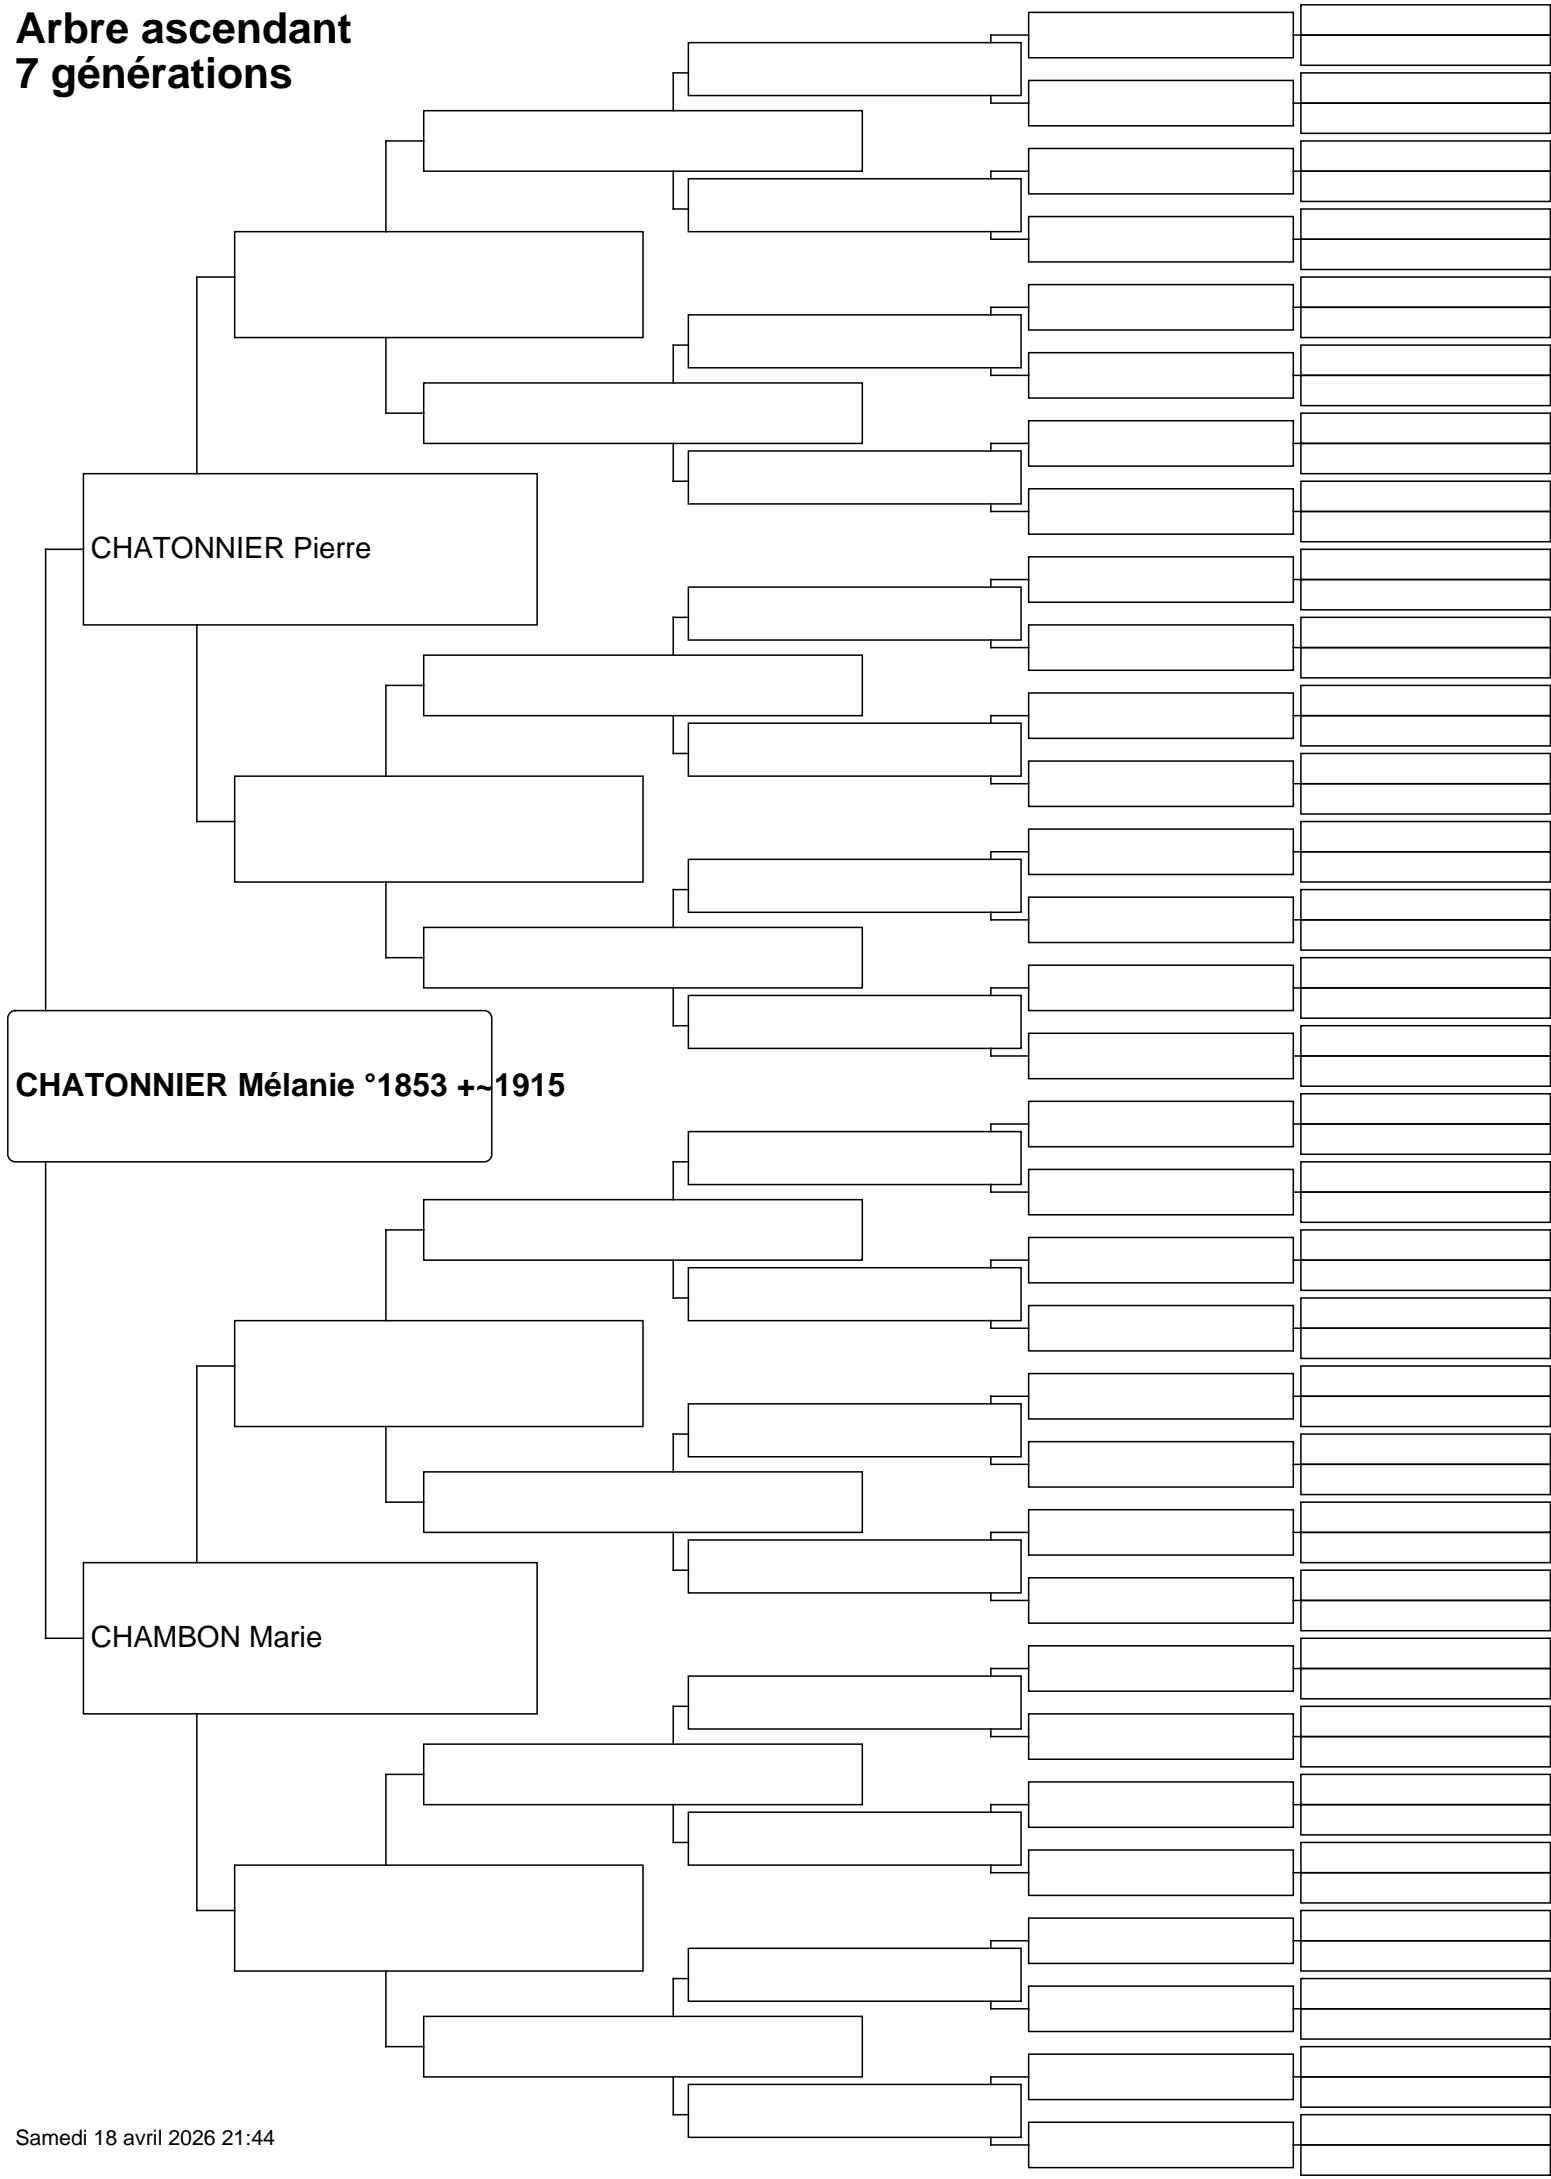 Arbre ascendant
7 générations
CHATONNIER Pierre
CHATONNIER Mélanie °1853 +~1915
CHAMBON Marie
Samedi 18 avril 2026 21:44